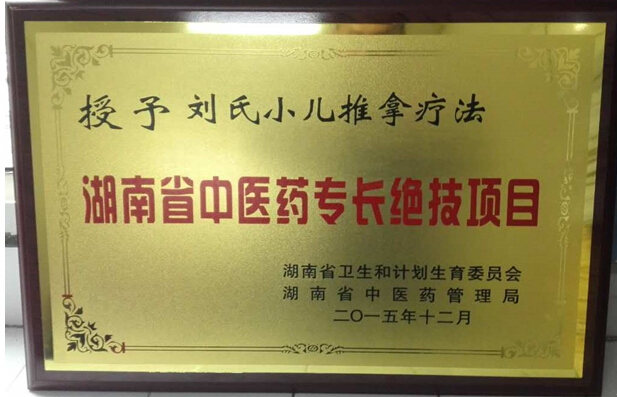 授予 刘氏小儿推拿疗法
湖南省中医药专长绝技项目
湖南省卫生和计划生育委员会
湖南省中医药管理局
二〇一五年十二月